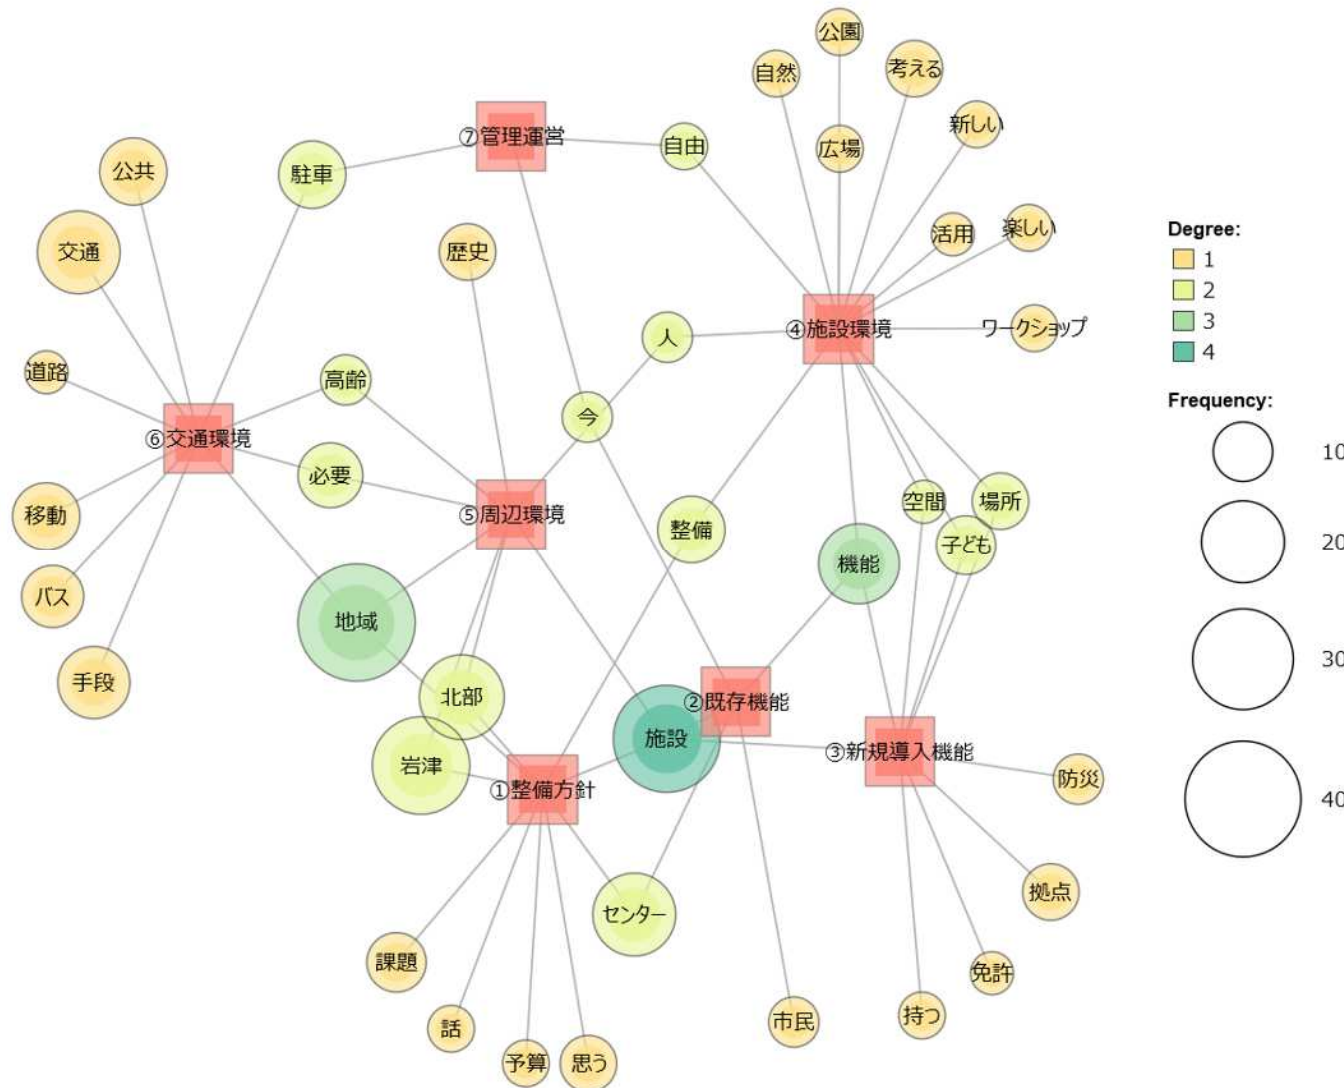 公園
自然
考える
新しい
⑦管理運営
自由
広場
公共
駐車
交通
歴史
活用
楽しい
④施設環境
ワークショップ
人
道路
高齢
今
⑥交通環境
必要
⑤周辺環境
空間
場所
移動
整備
子ども
機能
バス
地域
手段
北部
②既存機能
施設
③新規導入機能
岩津
①整備方針
防災
拠点
センター
課題
免許
話
市民
持つ
予算
思う
Degree:
1
2
3
4
Frequency:
10
20
30
40